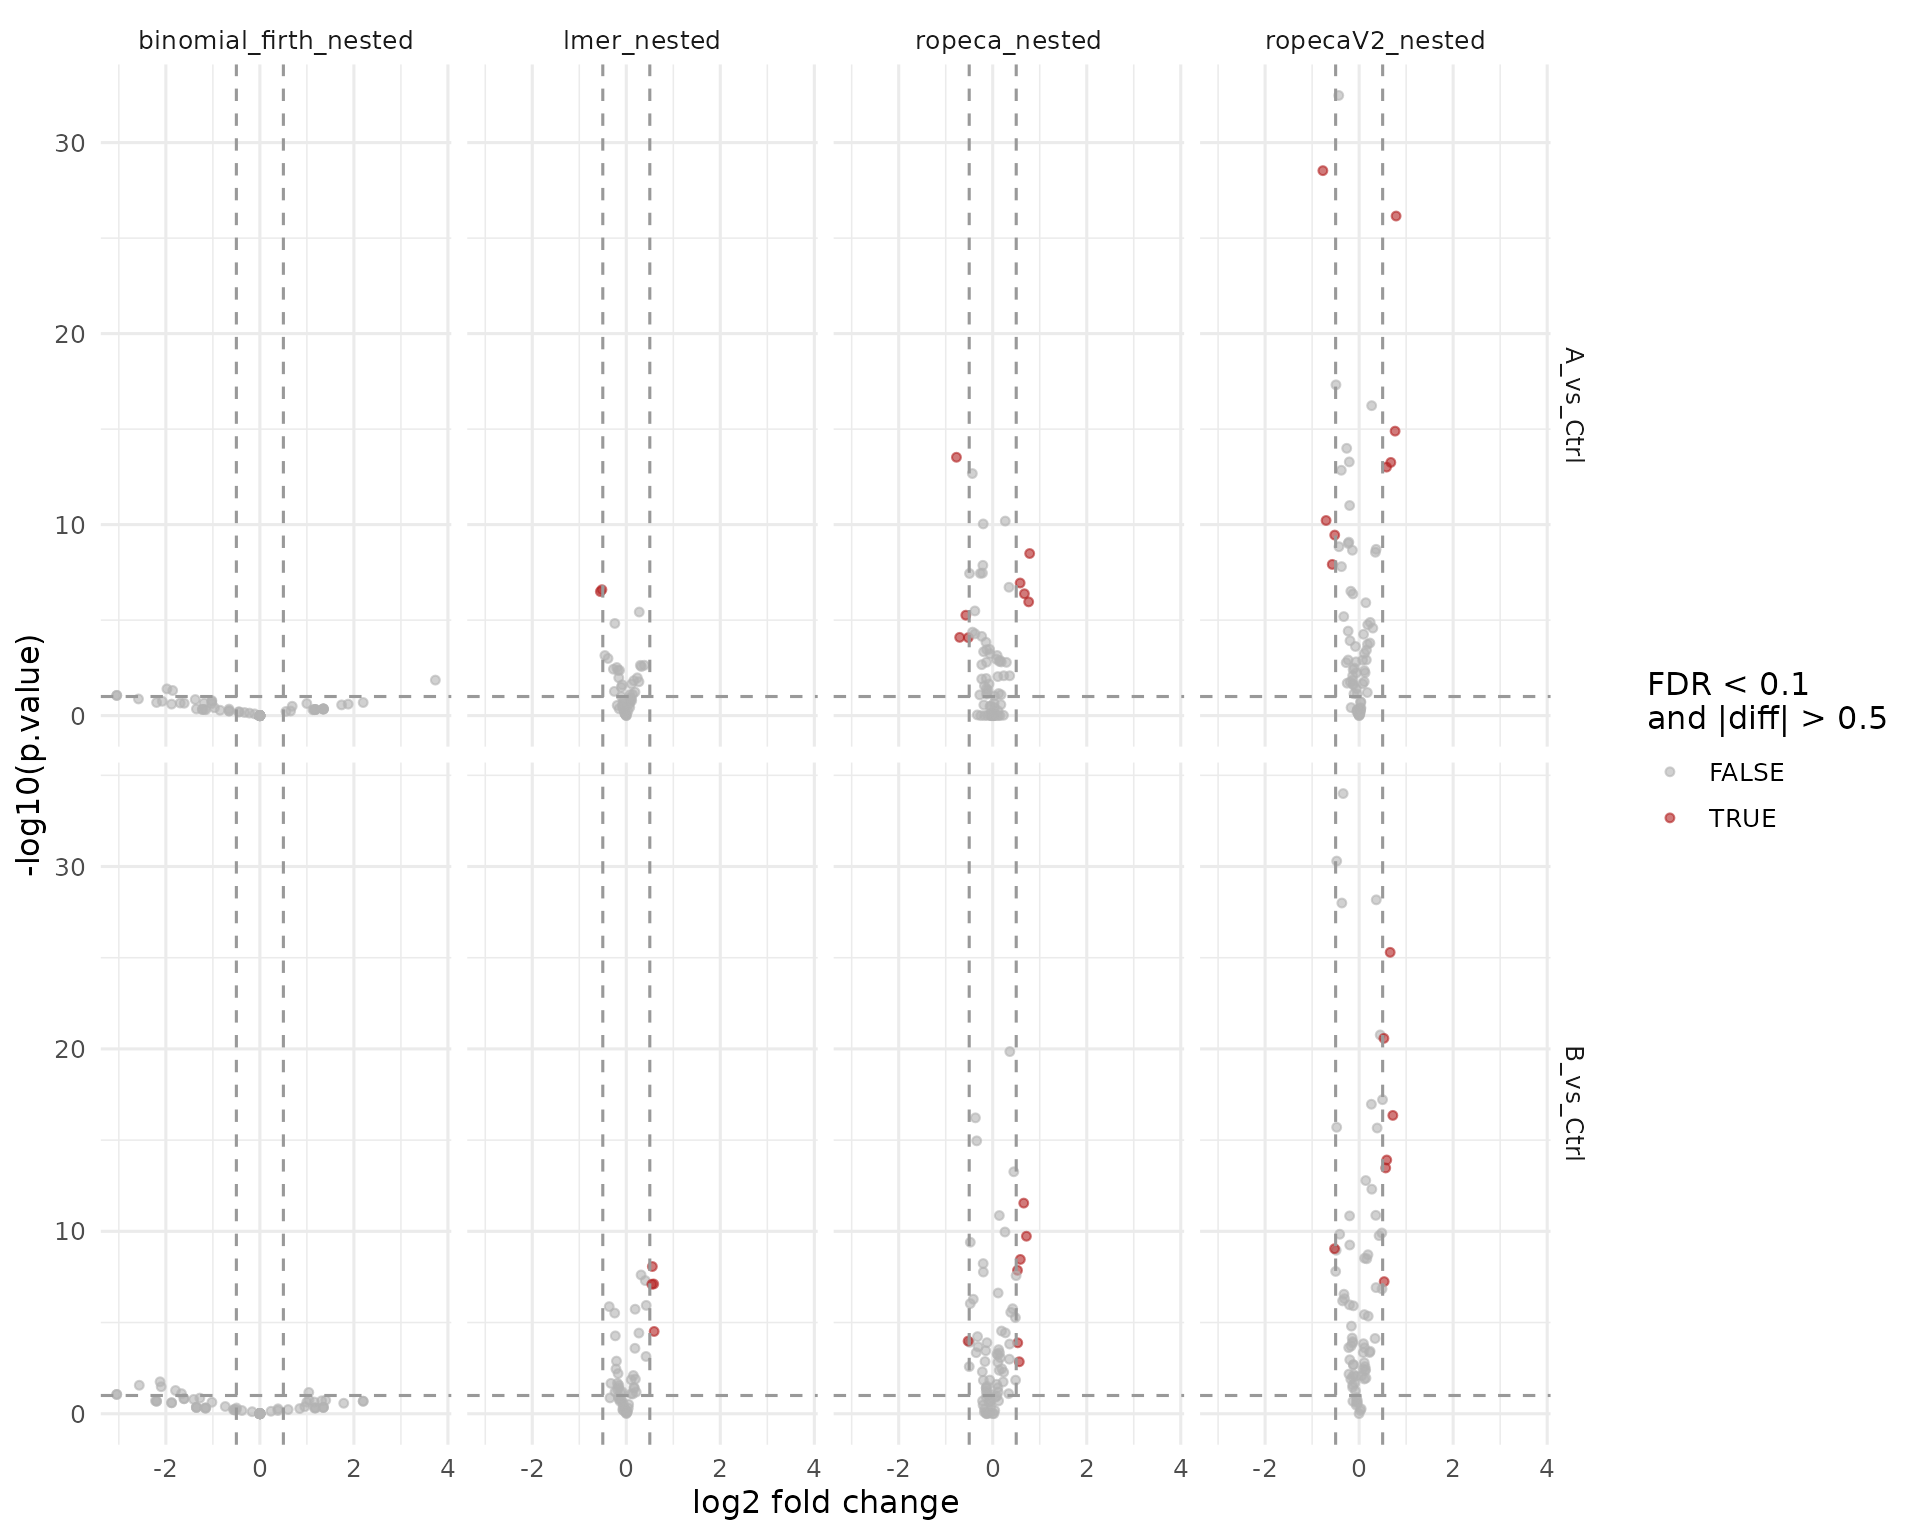 binomial_firth_nested lmer_nested ropeca_nested ropecaV2_nested
30
20
10
0
A_vs_Ctrl
30
20
10
0
B_vs_Ctrl
-2 0 2 4 -2 0 2 4 -2 0 2 4 -2 0 2 4
log2 fold change
-log10(p.value)
FDR < 0.1
and |diff| > 0.5
FALSE
TRUE